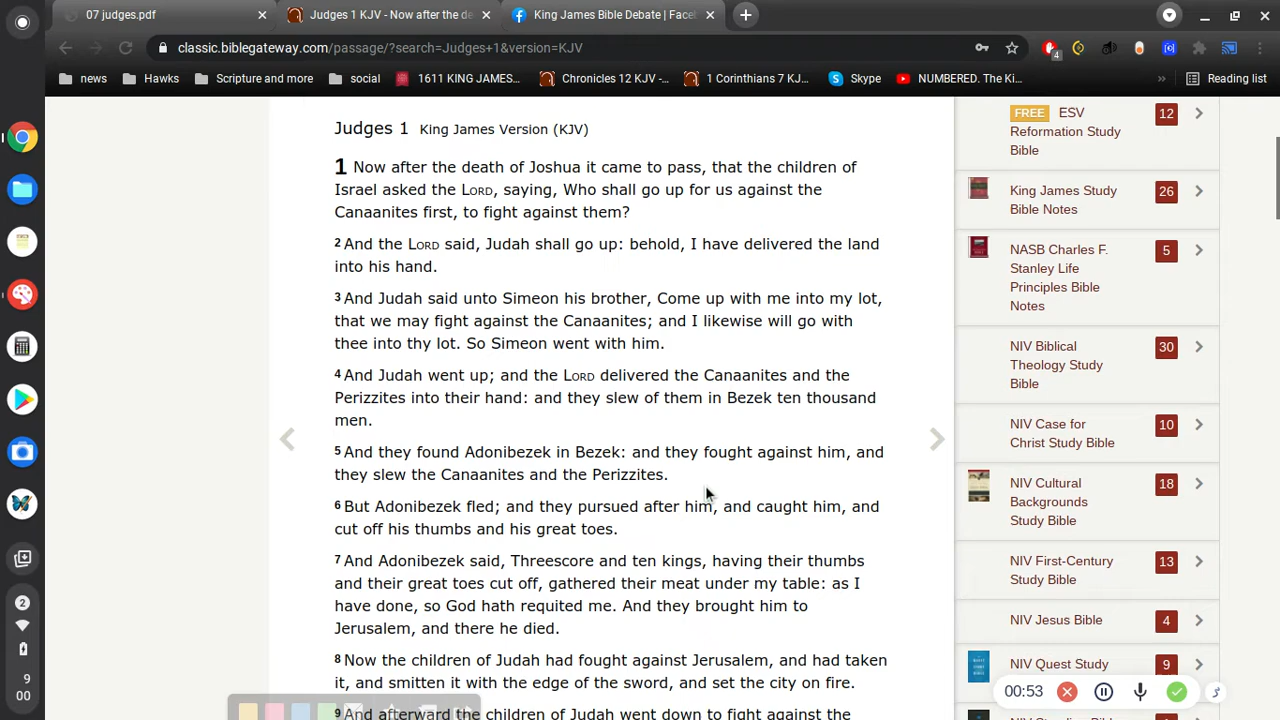 07 judges.pdf
Judges 1 KJV - Now after the de
King James Bible Debate | Face
classic.biblegateway.com/passage/?search=Judges+1&version=KJV
4
news
Hawks
Scripture and more
social
1611 KING JAMES...
Chronicles 12 KJV -...
1 Corinthians 7 KJ...
Skype
NUMBERED. The Ki...
»
Reading list
Judges 1 King James Version (KJV)
1 Now after the death of Joshua it came to pass, that the children of
Israel asked the LORD, saying, Who shall go up for us against the
Canaanites first, to fight against them?
2 And the LORD said, Judah shall go up: behold, I have delivered the land
into his hand.
3 And Judah said unto Simeon his brother, Come up with me into my lot,
that we may fight against the Canaanites; and I likewise will go with
thee into thy lot. So Simeon went with him.
4 And Judah went up; and the LORD delivered the Canaanites and the
Perizzites into their hand: and they slew of them in Bezek ten thousand
men.
5 And they found Adonibezek in Bezek: and they fought against him, and
they slew the Canaanites and the Perizzites.
6 But Adonibezek fled; and they pursued after him, and caught him, and
cut off his thumbs and his great toes.
7 And Adonibezek said, Threescore and ten kings, having their thumbs
and their great toes cut off, gathered their meat under my table: as I
have done, so God hath requited me. And they brought him to
Jerusalem, and there he died.
8 Now the children of Judah had fought against Jerusalem, and had taken
it, and smitten it with the edge of the sword, and set the city on fire.
9 And afterward the children of Judah went down to fight against the
FREE ESV
Reformation Study
Bible
12
King James Study
Bible Notes
26
NASB Charles F.
Stanley Life
Principles Bible
Notes
5
NIV Biblical
Theology Study
Bible
30
NIV Case for
Christ Study Bible
10
NIV Cultural
Backgrounds
Study Bible
18
NIV First-Century
Study Bible
13
NIV Jesus Bible
4
NIV Quest Study
9
00:53
2
9
00